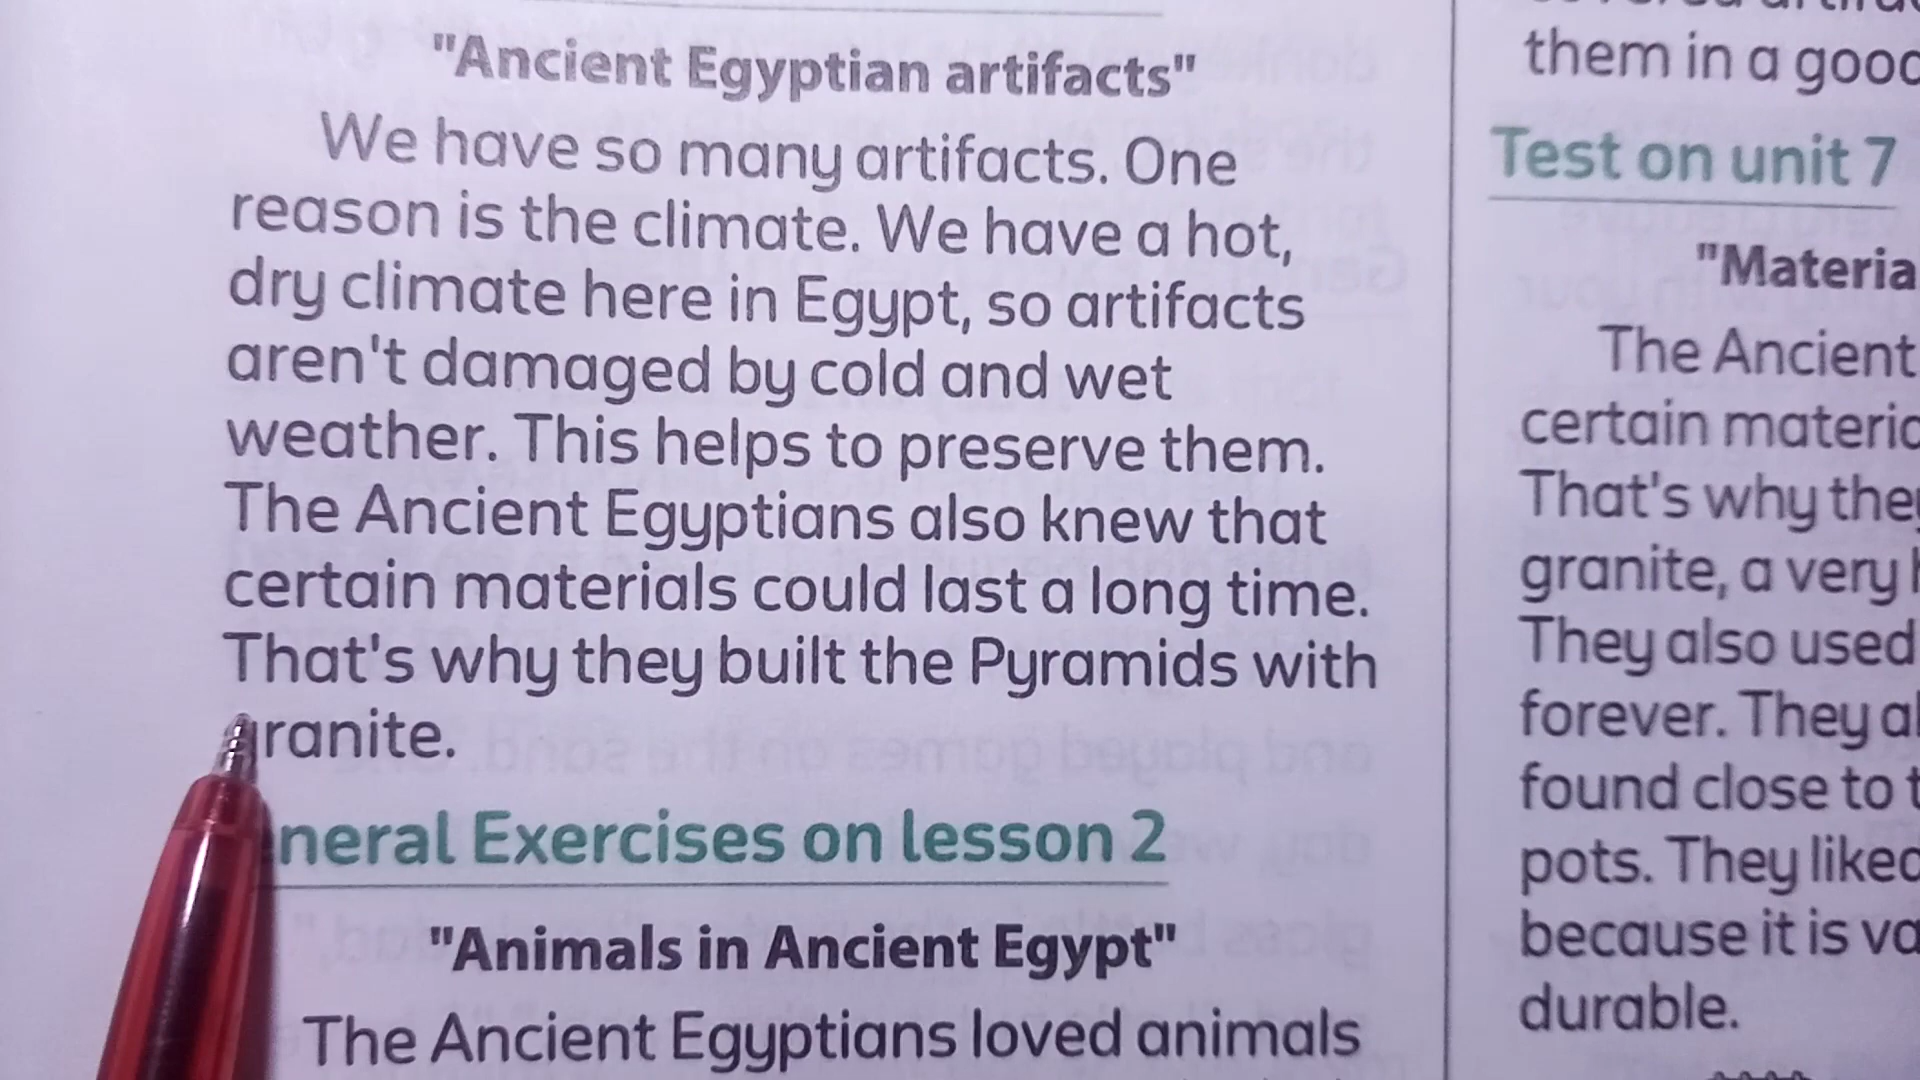 "Ancient Egyptian artifacts"
We have so many artifacts. One
reason is the climate. We have a hot,
dry climate here in Egypt, so artifacts
aren't damaged by cold and wet
weather. This helps to preserve them.
The Ancient Egyptians also knew that
certain materials could last a long time.
That's why they built the Pyramids with
granite.
neral Exercises on lesson 2
"Animals in Ancient Egypt"
The Ancient Egyptians loved animals
them in a good
Test on unit 7
"Materia
The Ancient
certain
That's why they
granite, a very
They also used
forever. They
found close to
pots. They liked
because it is
durable.